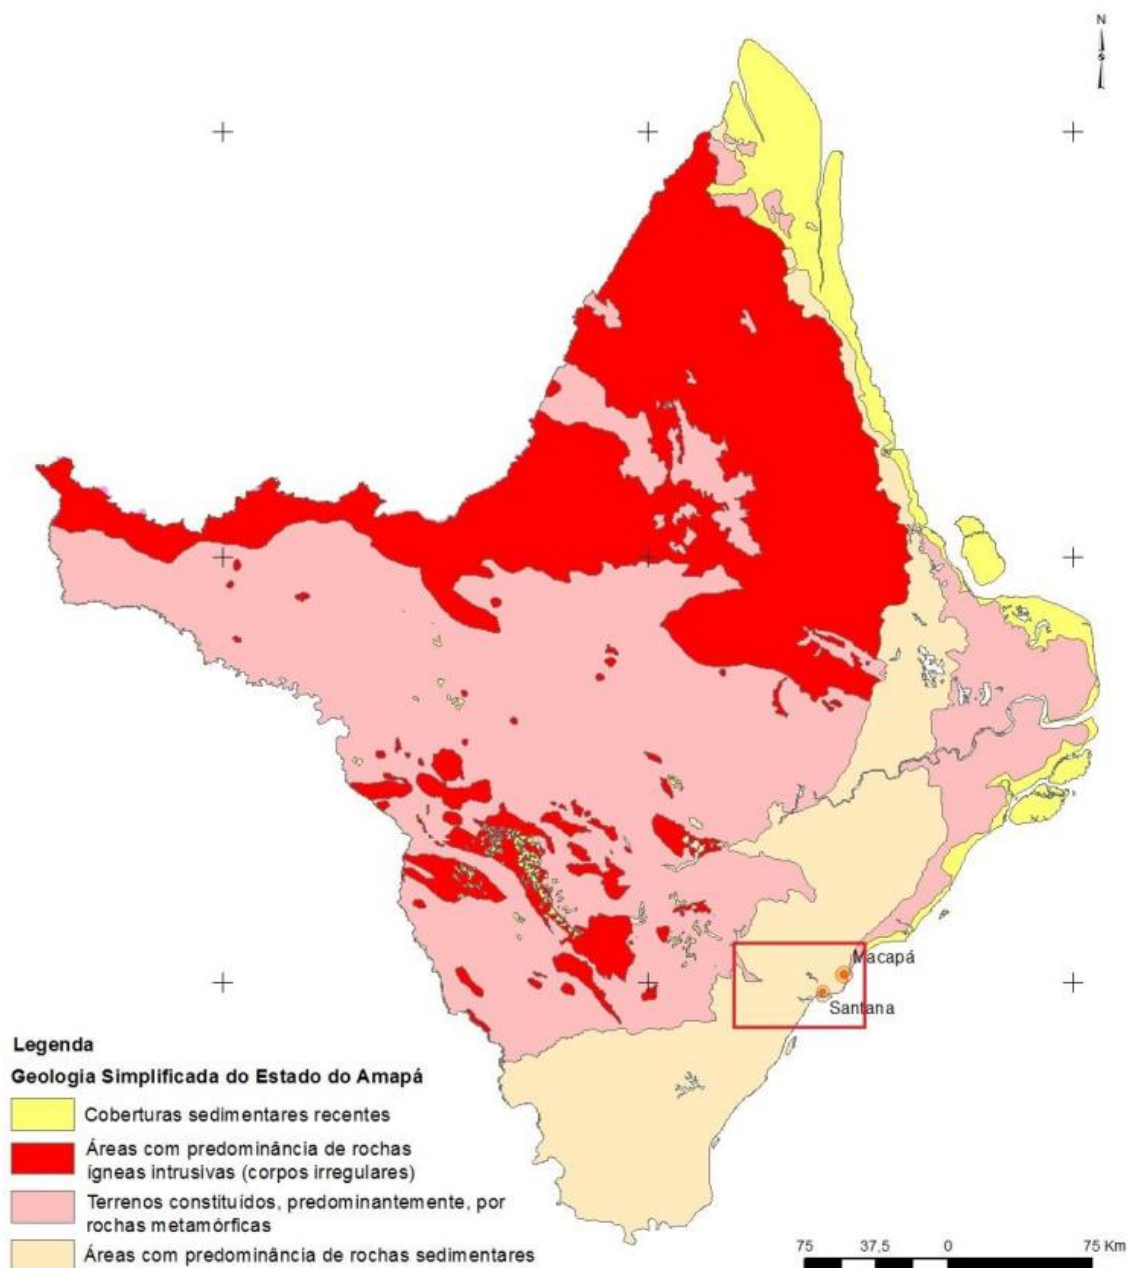 N
Macapá
Santana
Legenda
Geologia Simplificada do Estado do Amapá
Coberturas sedimentares recentes
Áreas com predominância de rochas
ígneas intrusivas (corpos irregulares)
Terrenos constituídos, predominantemente, por
rochas metamórficas
Áreas com predominância de rochas sedimentares
75 37,5 0 75 Km